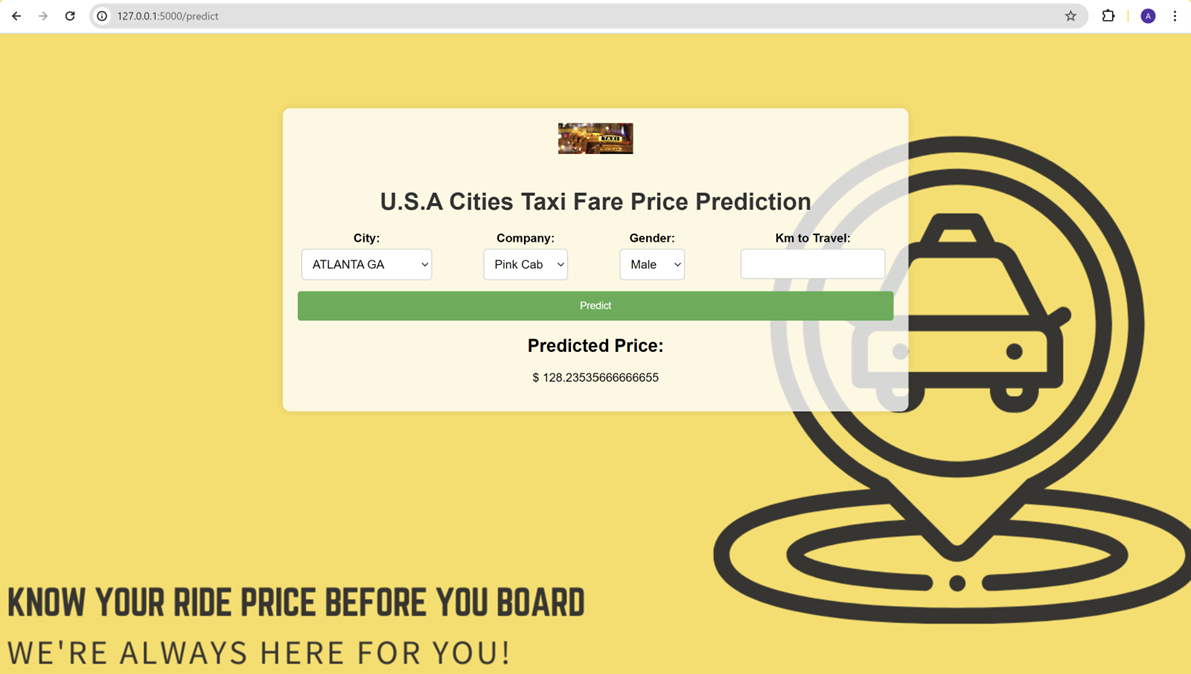 127.0.0.1:5000/predict
A
TAXI
U.S.A Cities Taxi Fare Price Prediction
City: Company: Gender: Km to Travel:
ATLANTA GA Pink Cab Male
Predict
Predicted Price:
$ 128.23535666666655
KNOW YOUR RIDE PRICE BEFORE YOU BOARD
WE'RE ALWAYS HERE FOR YOU!